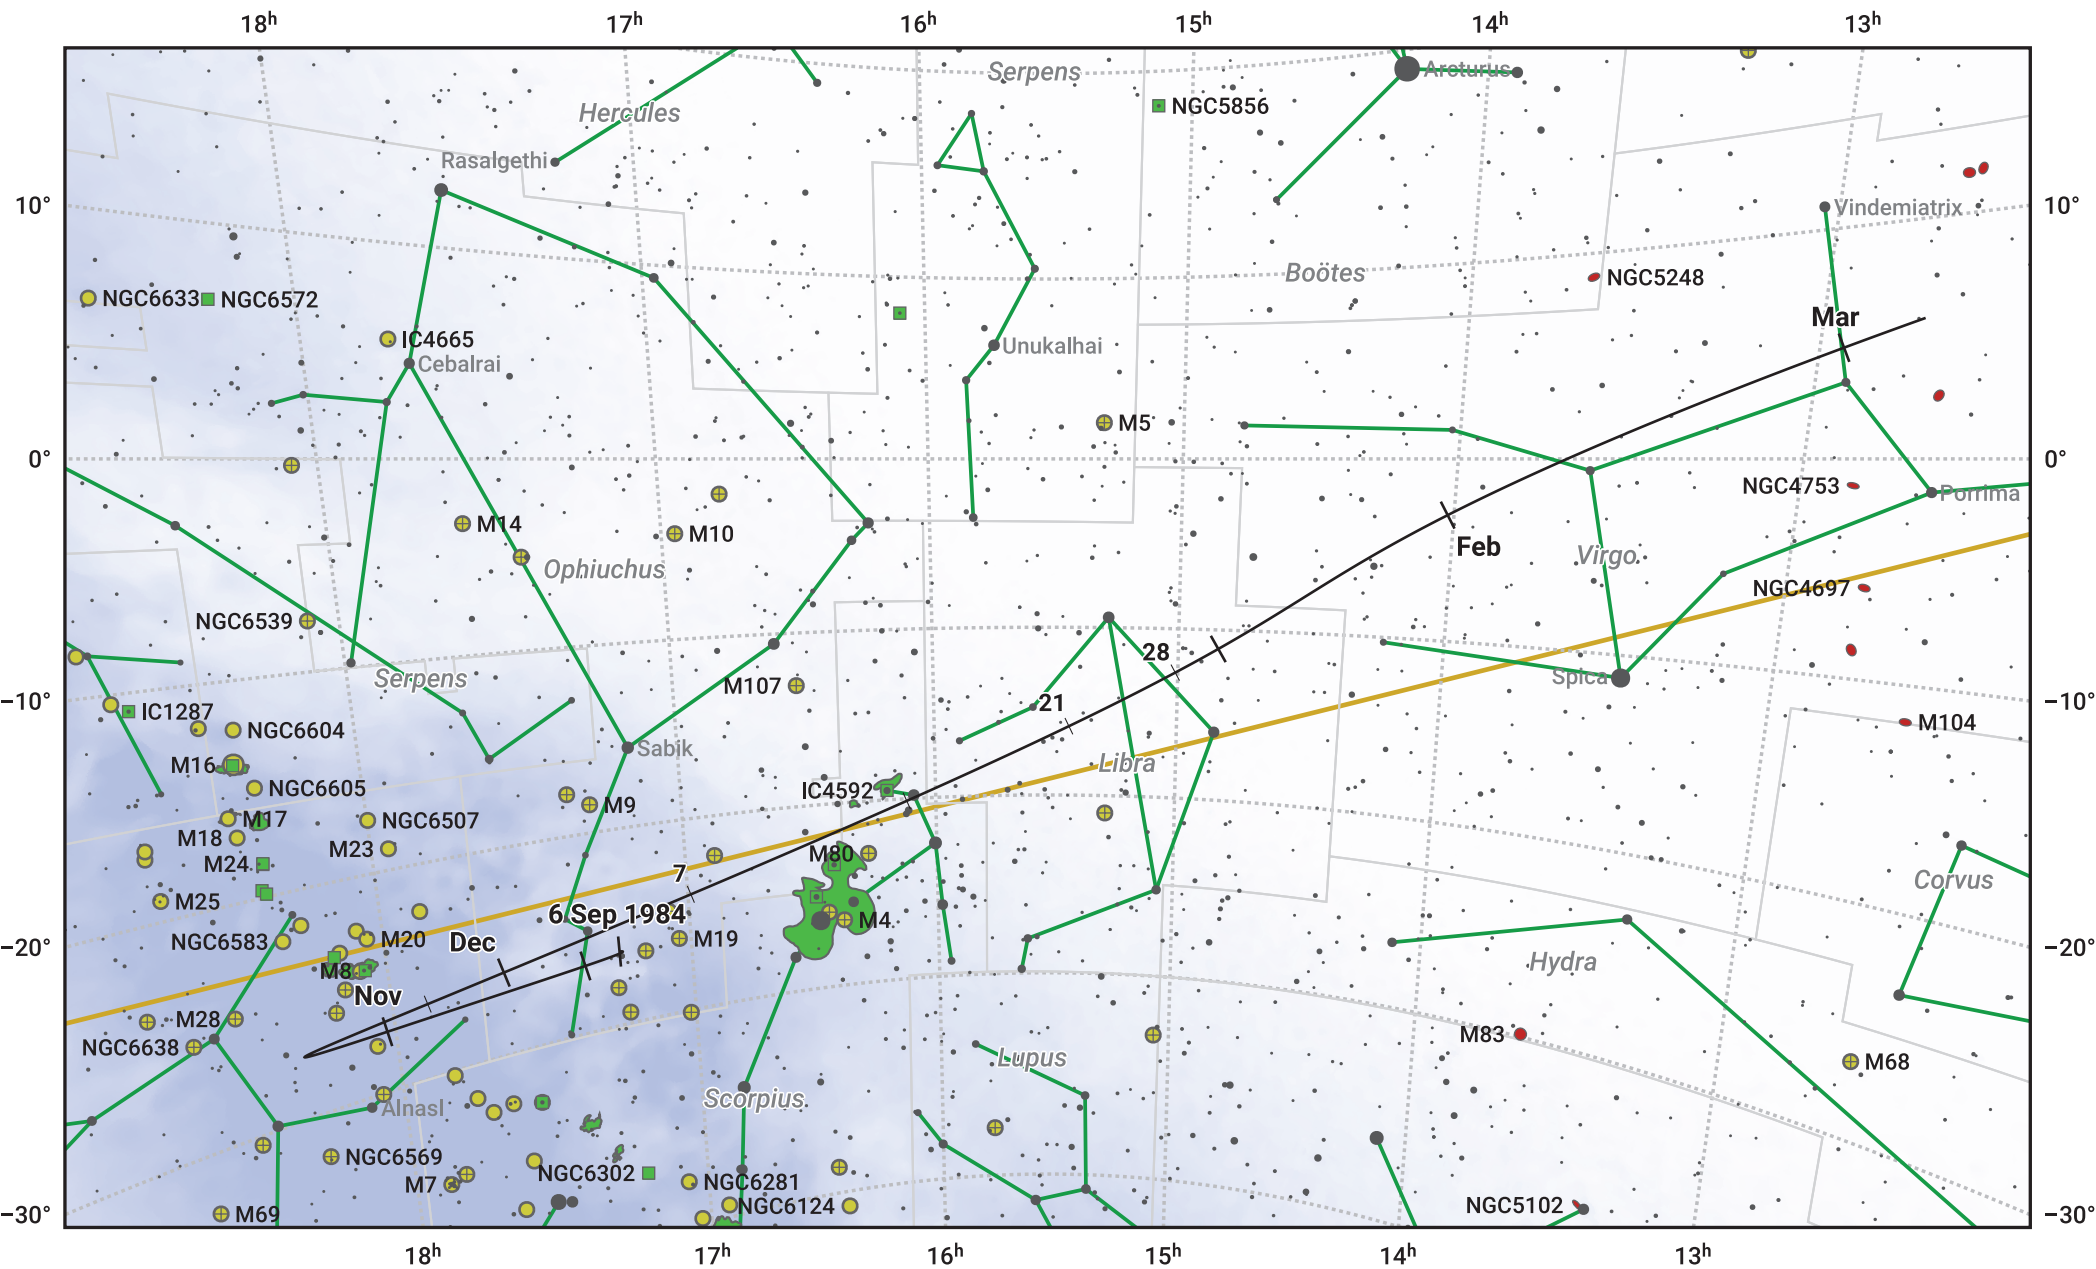 18h 17h 16h 15h 14h 13h
Serpens
Arcturus
Hercules
NGC5856
Rasalgethi
10° Vindemiatrix 10°
Boötes
NGC5248
NGC6633 NGC6572
Mar
IC4665
Unukalhai
Cebalrai
M5
0° 0°
NGC4753
Porrima
M14
M10
Feb
Virgo
Ophiuchus
NGC4697
NGC6539
28
Serpens
Spica
M107
−10° −10°
21
IC1287
M104
NGC6604
Sabik
M16
Libra
NGC6605
IC4592
M9
M17
NGC6507
M18
M23
M80
M24
7
Corvus
M25
6 Sep 1984
M4
NGC6583
M20
Dec
M19
−20° −20°
Hydra
M8
Nov
M28
M83
NGC6638
Lupus
M68
Scorpius
Alnasl
NGC6569
NGC6302
M7
NGC6281
NGC6124
NGC5102
M69
−30° −30°
18h 17h 16h 15h 14h 13h